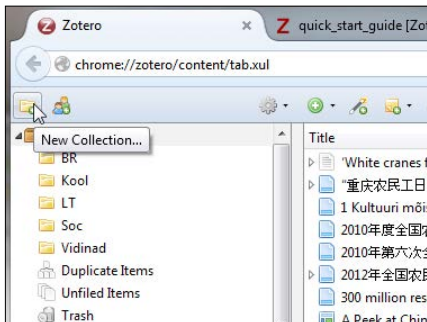 Zotero
quick_start_guide [Zot
chrome://zotero/content/tab.xul
New Collection...
BR
Kool
LT
Soc
Vidinad
Duplicate Items
Unfiled Items
Trash
Title
'White cranes f
"重庆农民工日
1 Kultuuri mõis
2010年度全国农
2010年第六次全
2012年全国农民
300 million res
A Peek at Chin